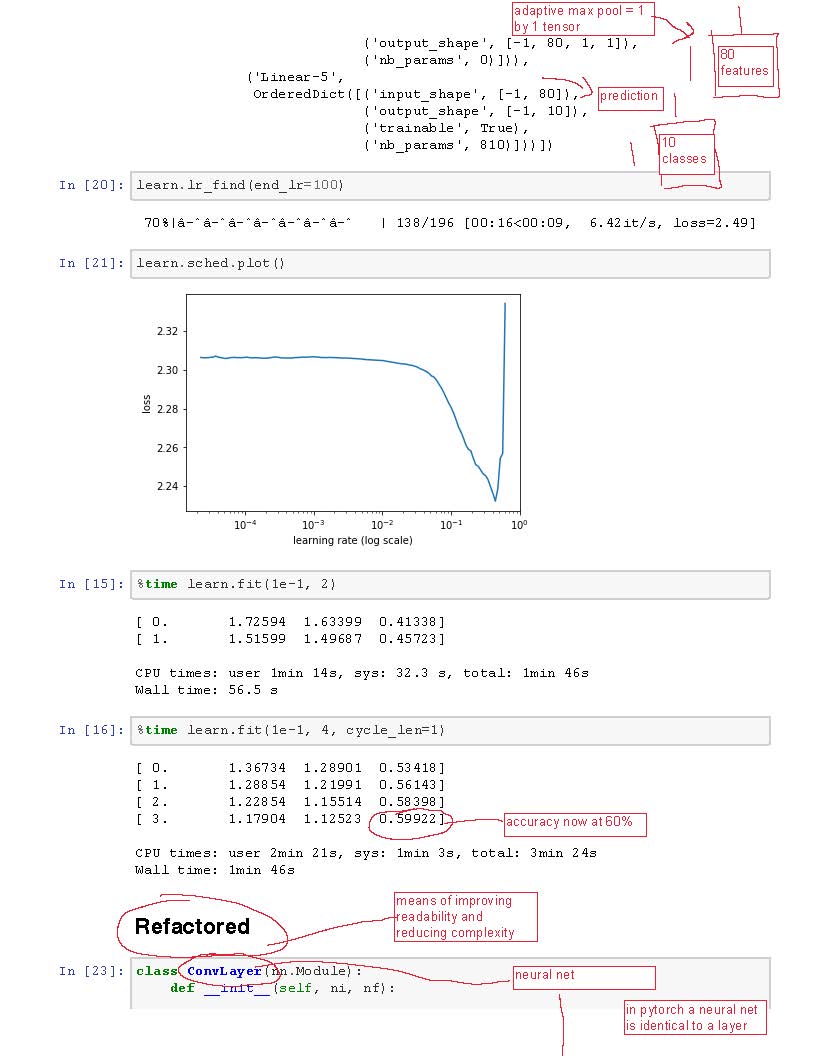 adaptive max pool = 1
by 1 tensor
('output_shape', [-1, 80, 1, 1]),
80
features
('nb_params', 0)])),
('Linear-5',
OrderedDict([('input_shape', [-1, 80]),
prediction
('output_shape', [-1, 10]),
('trainable', True),
10
classes
('nb_params', 810)]))])
In [20]: learn.lr_find(end_lr=100)
70%|â-ˆâ-ˆâ-ˆâ-ˆâ-ˆâ-ˆâ-ˆ | 138/196 [00:16<00:09, 6.42it/s, loss=2.49]
In [21]: learn.sched.plot()
2.32
2.30
2.28
2.26
2.24
loss
10⁻⁴ 10⁻³ 10⁻² 10⁻¹ 10⁰
learning rate (log scale)
In [15]: %time learn.fit(1e-1, 2)
[ 0. 1.72594 1.63399 0.41338]
[ 1. 1.51599 1.49687 0.45723]
CPU times: user 1min 14s, sys: 32.3 s, total: 1min 46s
Wall time: 56.5 s
In [16]: %time learn.fit(1e-1, 4, cycle_len=1)
[ 0. 1.36734 1.28901 0.53418]
[ 1. 1.28854 1.21991 0.56143]
[ 2. 1.22854 1.15514 0.58398]
[ 3. 1.17904 1.12523 0.59922]
accuracy now at 60%
CPU times: user 2min 21s, sys: 1min 3s, total: 3min 24s
Wall time: 1min 46s
Refactored
means of improving
readability and
reducing complexity
In [23]: class ConvLayer(nn.Module):
neural net
def __init__(self, ni, nf):
in pytorch a neural net
is identical to a layer